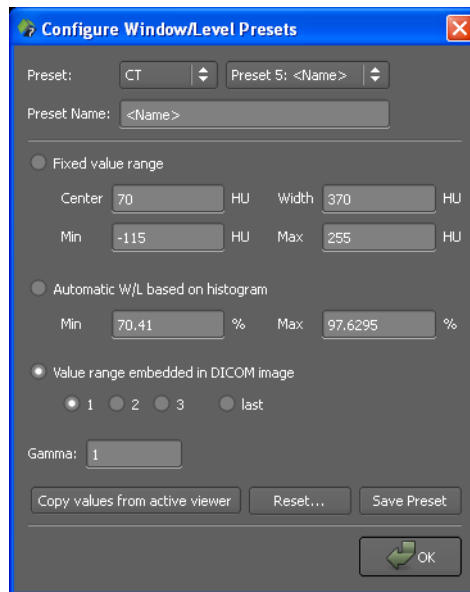 Configure Window/Level Presets
Preset: CT Preset 5: <Name>
Preset Name: <Name>
Fixed value range
Center 70 HU Width 370 HU
Min -115 HU Max 255 HU
Automatic W/L based on histogram
Min 70.41 % Max 97.6295 %
Value range embedded in DICOM image
1 2 3 last
Gamma: 1
Copy values from active viewer Reset... Save Preset
OK